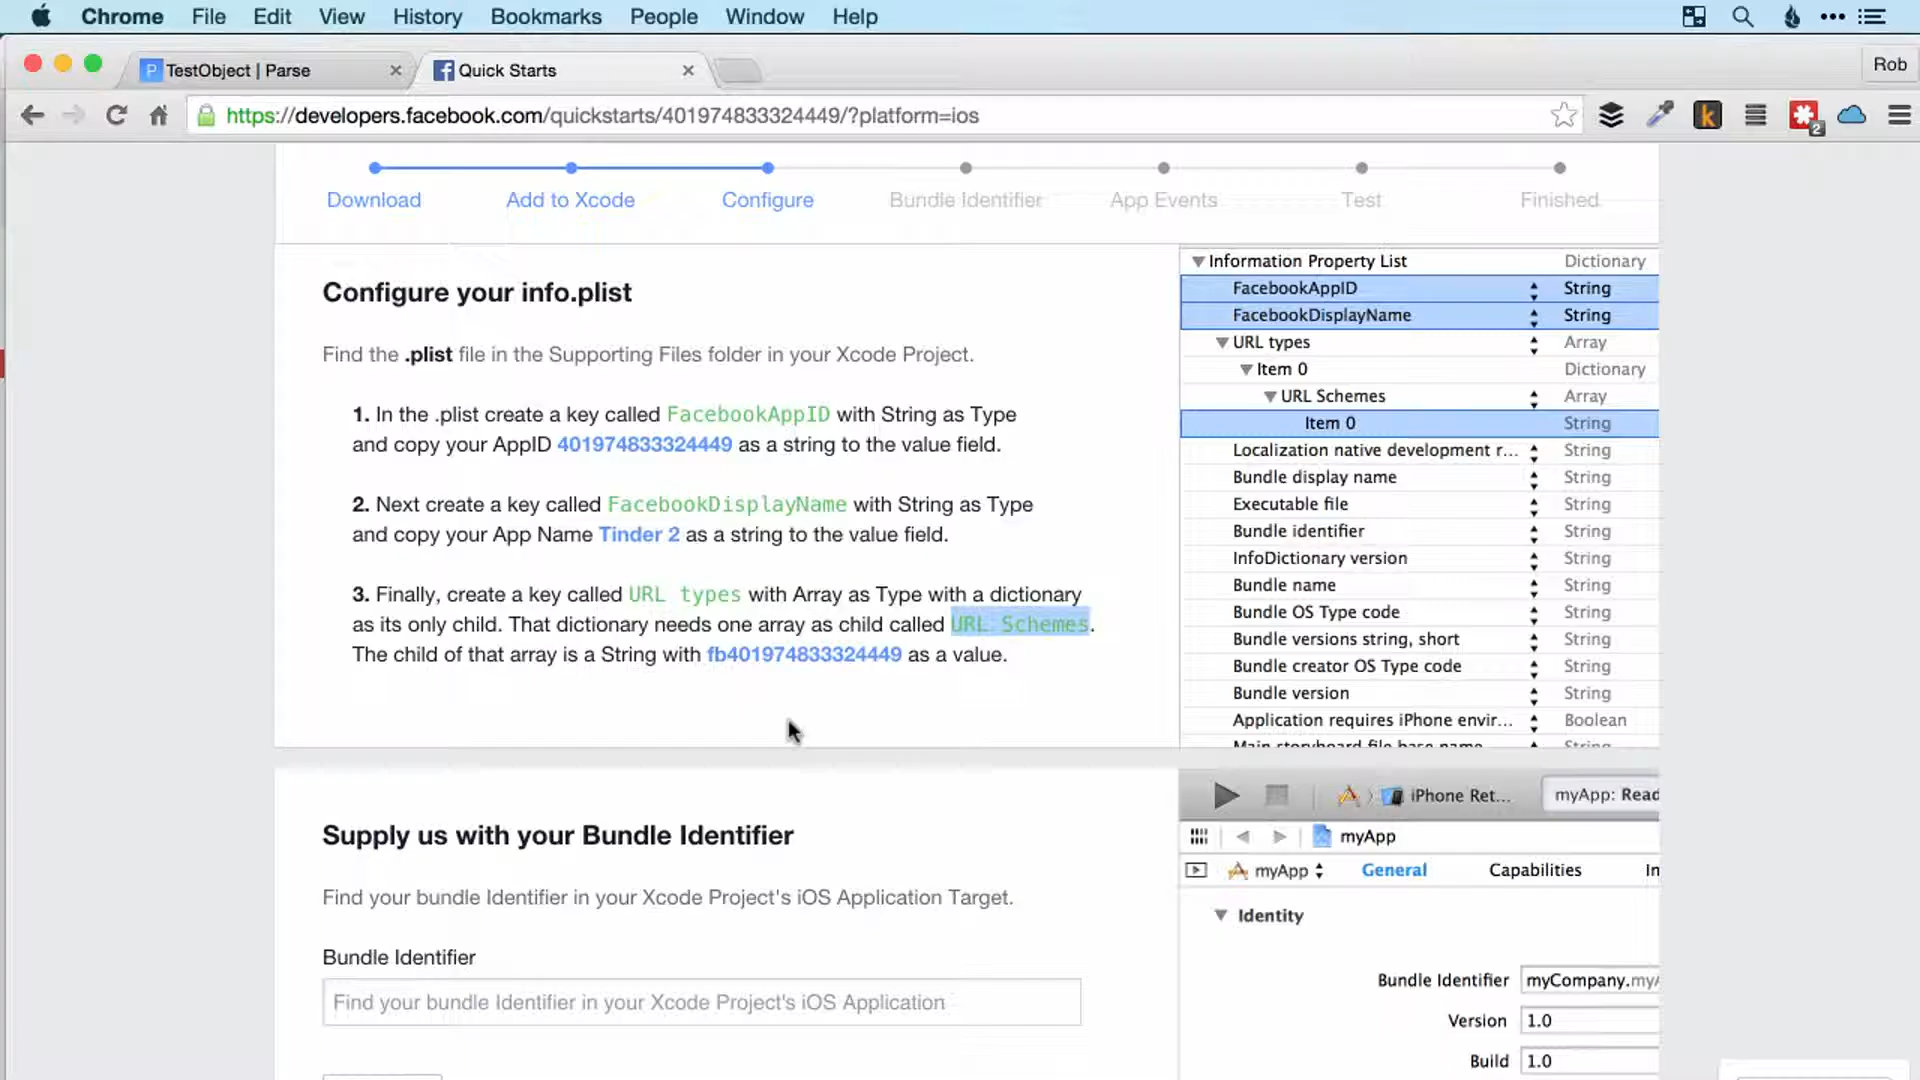 Chrome File Edit View History Bookmarks People Window Help
TestObject | Parse
Quick Starts
Rob
https://developers.facebook.com/quickstarts/401974833324449/?platform=ios
k
2
Download Add to Xcode Configure Bundle Identifier App Events Test Finished
Configure your info.plist
Find the .plist file in the Supporting Files folder in your Xcode Project.
1. In the .plist create a key called FacebookAppID with String as Type
and copy your AppID 401974833324449 as a string to the value field.
2. Next create a key called FacebookDisplayName with String as Type
and copy your App Name Tinder 2 as a string to the value field.
3. Finally, create a key called URL types with Array as Type with a dictionary
as its only child. That dictionary needs one array as child called URL Schemes.
The child of that array is a String with fb401974833324449 as a value.
Information Property List Dictionary
FacebookAppID String
FacebookDisplayName String
URL types Array
Item 0 Dictionary
URL Schemes Array
Item 0 String
Localization native development r... String
Bundle display name String
Executable file String
Bundle identifier String
InfoDictionary version String
Bundle name String
Bundle OS Type code String
Bundle versions string, short String
Bundle creator OS Type code String
Bundle version String
Application requires iPhone envir... Boolean
Main storyboard file base name String
Supply us with your Bundle Identifier
Find your bundle Identifier in your Xcode Project's iOS Application Target.
Bundle Identifier
Find your bundle Identifier in your Xcode Project's iOS Application
iPhone Ret... myApp: Read
myApp
myApp General Capabilities In
Identity
Bundle Identifier myCompany.my
Version 1.0
Build 1.0